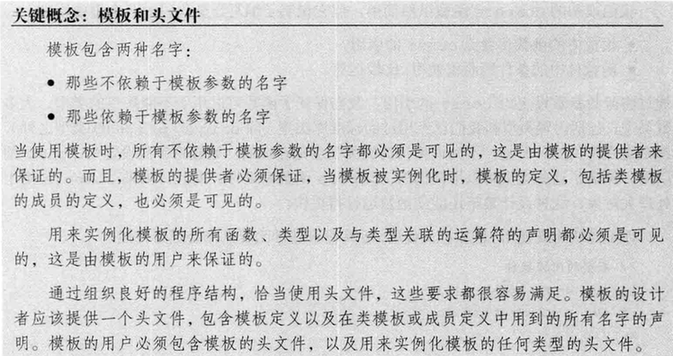 关键概念：模板和头文件
模板包含两种名字：
• 那些不依赖于模板参数的名字
• 那些依赖于模板参数的名字
当使用模板时，所有不依赖于模板参数的名字都必须是可见的，这是由模板的提供者来
保证的。而且，模板的提供者必须保证，当模板被实例化时，模板的定义，包括类模板
的成员的定义，也必须是可见的。
用来实例化模板的所有函数、类型以及与类型关联的运算符的声明都必须是可见
的，这是由模板的用户来保证的。
通过组织良好的程序结构，恰当使用头文件，这些要求都很容易满足。模板的设计
者应该提供一个头文件，包含模板定义以及在类模板或成员定义中用到的所有名字的声
明。模板的用户必须包含模板的头文件，以及用来实例化模板的任何类型的头文件。